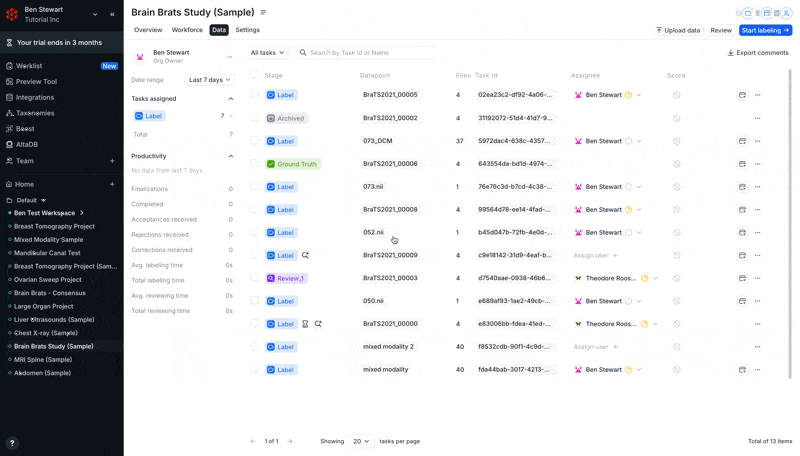 Ben Stewart
Tutorial Inc
Your trial ends in 3 months
Worklist New
Preview Tool
Integrations
Taxonomies
Boost
AltaDB
Team
Home
Default
Ben Test Workspace
Breast Tomography Project
Mixed Modality Sample
Mandibular Canal Test
Breast Tomography Project (Sam...
Ovarian Sweep Project
Brain Brats - Consensus
Large Organ Project
Liver Ultrasounds (Sample)
Chest X-ray (Sample)
Brain Brats Study (Sample)
MRI Spine (Sample)
Abdomen (Sample)
?
Brain Brats Study (Sample)
Overview Workforce Data Settings
Upload data Review Start labeling
Ben Stewart
Org Owner
Date range Last 7 days
Tasks assigned
Label 7
Total 7
Productivity
No data from last 7 days
Finalizations 0
Completed 0
Acceptances received 0
Rejections received 0
Corrections received 0
Avg. labeling time 0s
Total labeling time 0s
Avg. reviewing time 0s
Total reviewing time 0s
All tasks Search by Task Id or Name Export comments
Stage Datapoint Files Task Id Assignee Score
Label BraTS2021_00005 4 02ea23c2-df92-4a06-... Ben Stewart
Archived BraTS2021_00002 4 31192072-51d4-41d7-9...
Label 073_DCM 37 5972dac4-638c-4357... Ben Stewart
Ground Truth BraTS2021_00006 4 643554da-bd1d-4974-...
Label 073.nii 1 76e76c3d-b7cd-4c38-... Ben Stewart
Label BraTS2021_00008 4 99564d78-ee14-4fad-... Ben Stewart
Label 052.nii 1 b45d047b-72fb-4e0d-... Ben Stewart
Label BraTS2021_00009 4 c9e18142-31d9-4eaf-b... Assign user
Review_1 BraTS2021_00003 4 d7540aae-0938-46b6... Theodore Roos...
Label 050.nii 1 e689af93-1ae2-49cb-... Ben Stewart
Label BraTS2021_00000 4 e83006bb-fdea-41ed-... Theodore Roos...
Label mixed modality 2 40 f8532cdb-90f1-4c9d-... Assign user
Label mixed modality 40 fda44bab-3017-4213-... Ben Stewart
1 of 1 Showing 20 tasks per page Total of 13 items